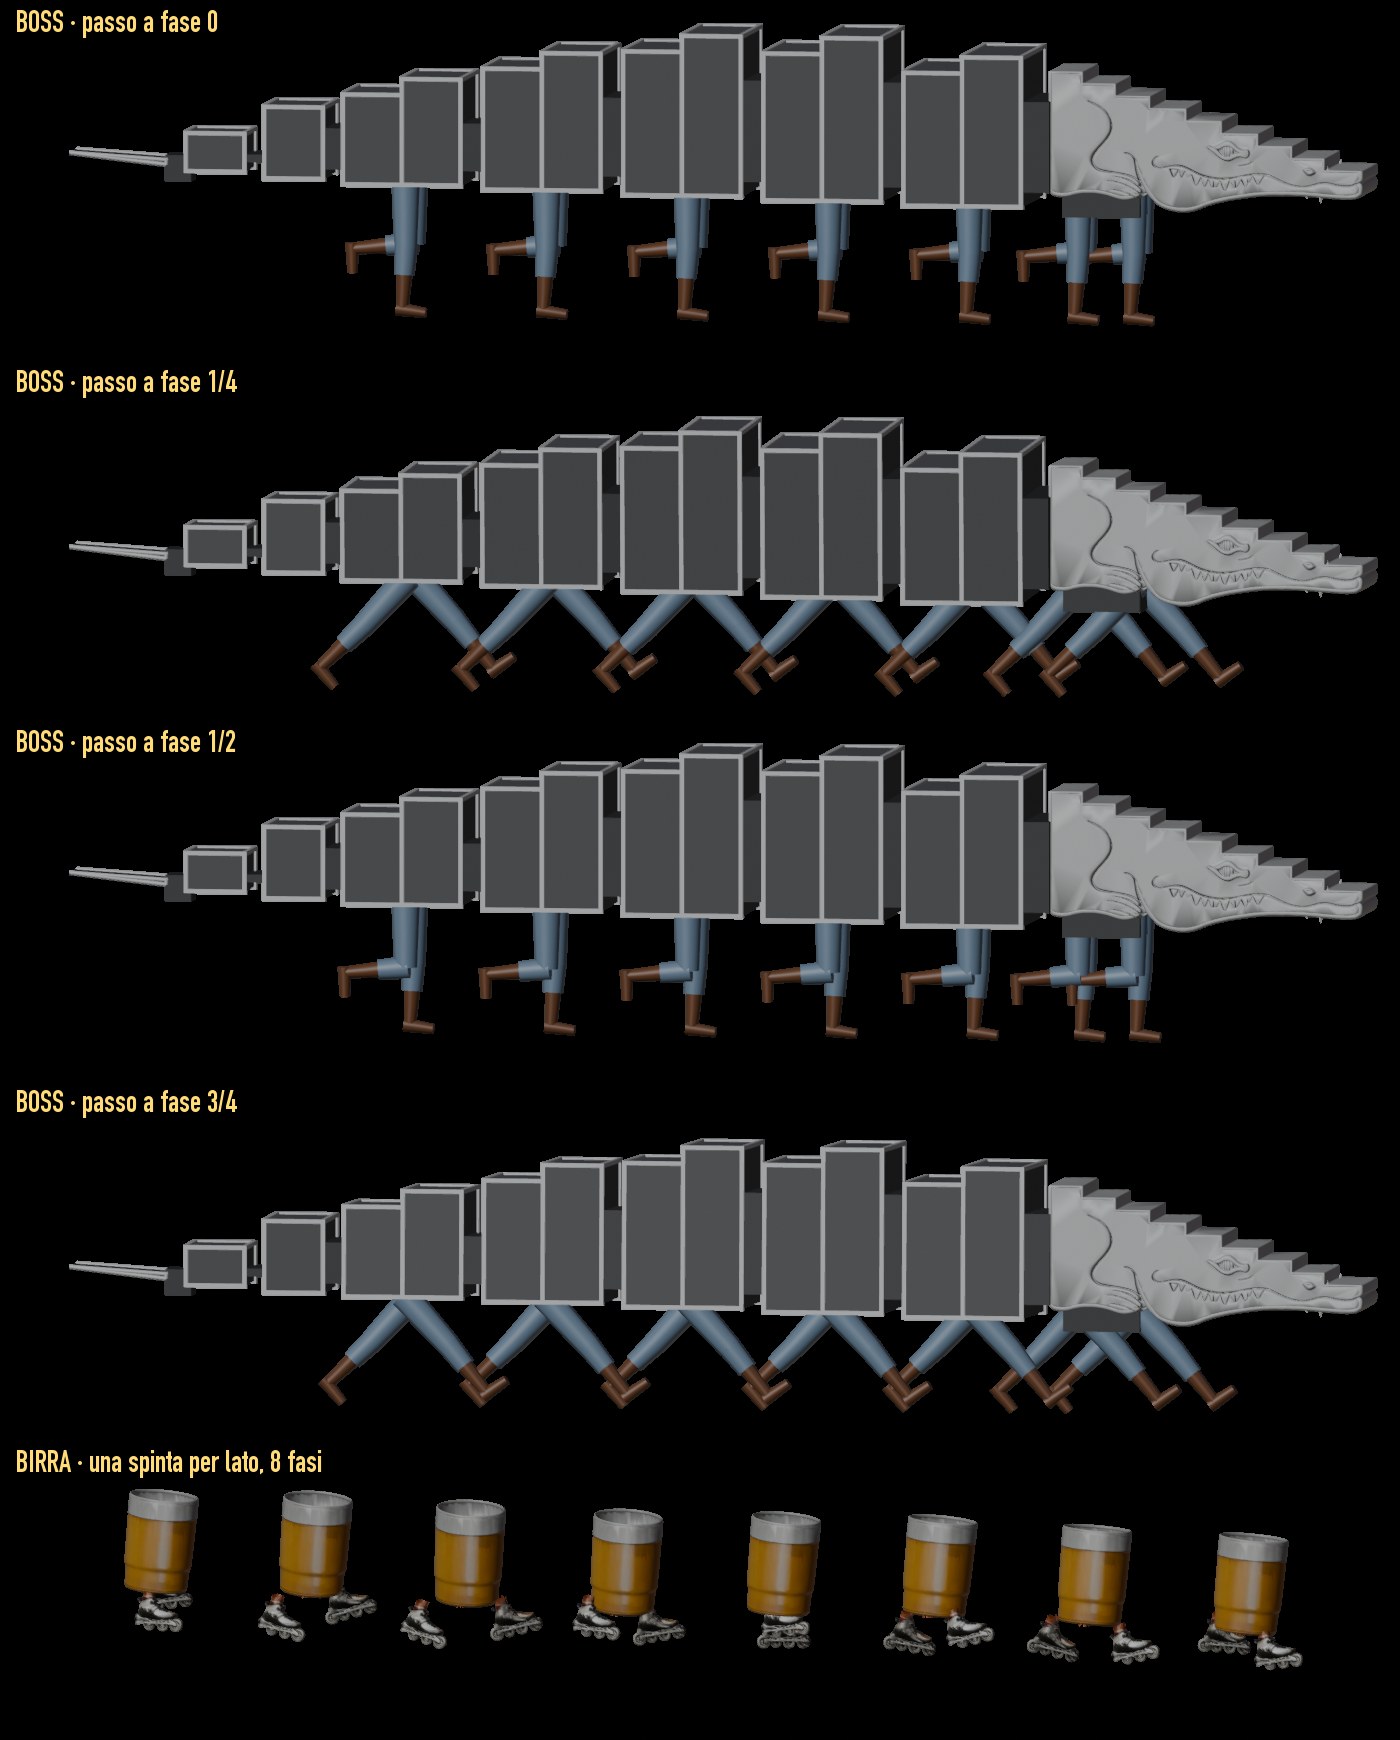 BOSS · passo a fase 0
BOSS · passo a fase 1/4
BOSS · passo a fase 1/2
BOSS · passo a fase 3/4
BIRRA · una spinta per lato, 8 fasi